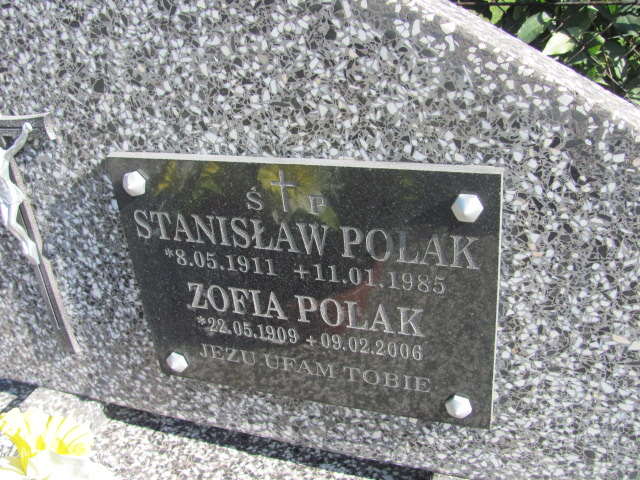 Ś P
STANISŁAW POLAK
*8.05.1911 +11.01.1985
ZOFIA POLAK
*22.05.1909 +09.02.2006
JEZU UFAM TOBIE